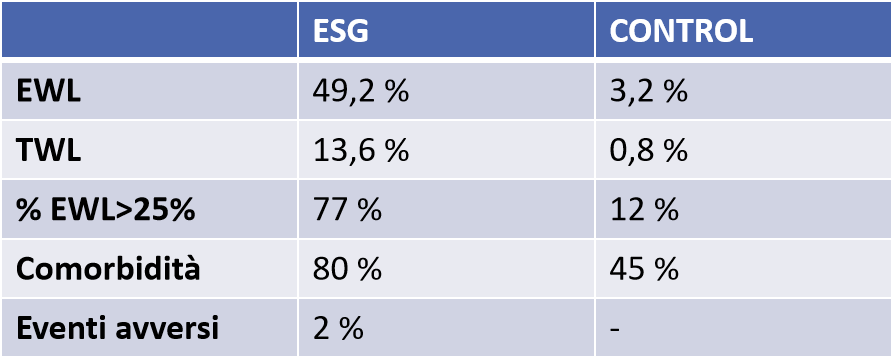 ESG CONTROL
EWL 49,2 % 3,2 %
TWL 13,6 % 0,8 %
% EWL>25% 77 % 12 %
Comorbidità 80 % 45 %
Eventi avversi 2 % -